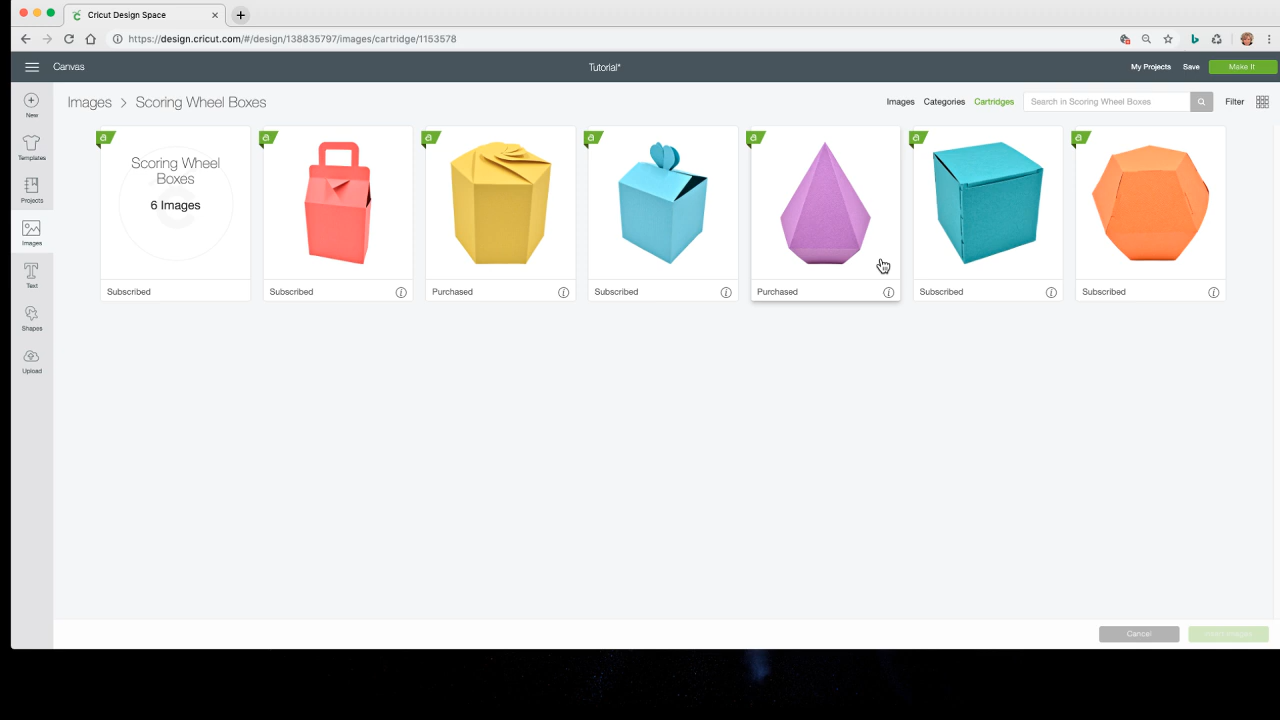 Cricut Design Space
https://design.cricut.com/#/design/138835797/images/cartridge/1153578
Canvas
Tutorial*
My Projects
Save
Make It
New
Templates
Projects
Images
Text
Shapes
Upload
Images > Scoring Wheel Boxes
Images
Categories
Cartridges
Search in Scoring Wheel Boxes
Filter
Scoring Wheel
Boxes
6 Images
Subscribed
Subscribed
Purchased
Subscribed
Purchased
Subscribed
Subscribed
Cancel
Insert Images